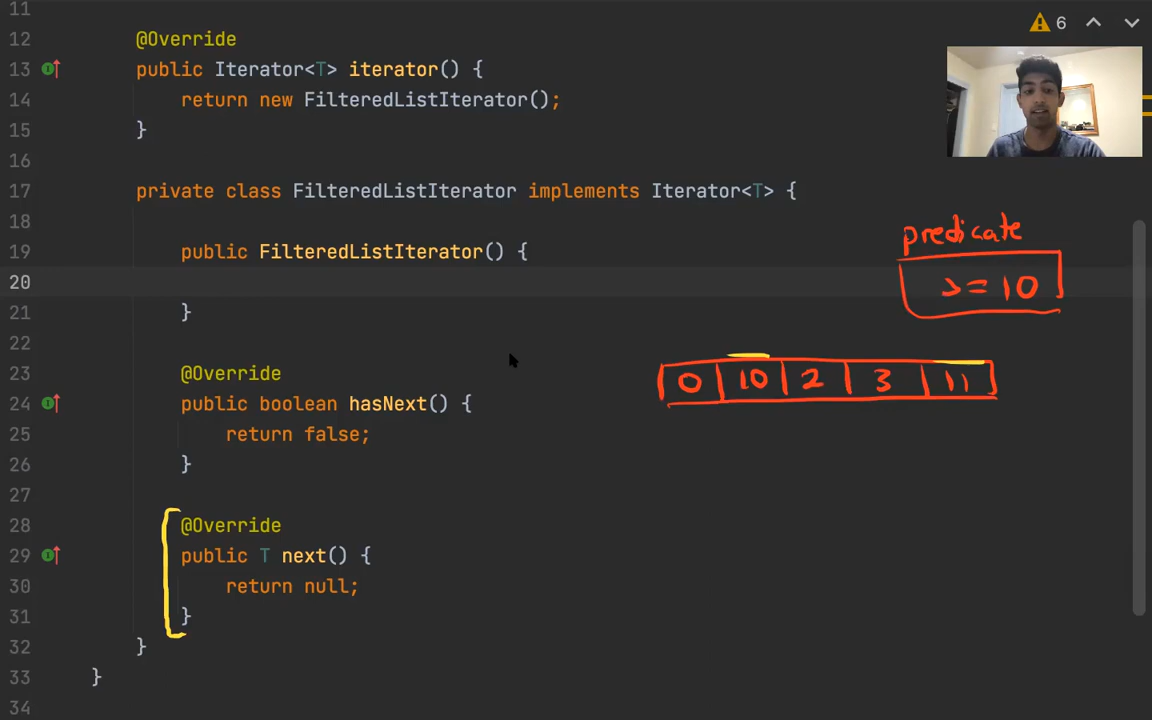 11
12 @Override
13 public Iterator<T> iterator() {
14 return new FilteredListIterator();
15 }
16
17 private class FilteredListIterator implements Iterator<T> {
18
19 public FilteredListIterator() {
20
21 }
22
23 @Override
24 public boolean hasNext() {
25 return false;
26 }
27
28 @Override
29 public T next() {
30 return null;
31 }
32 }
33 }
34
6
predicate
>= 10
0 10 2 3 11